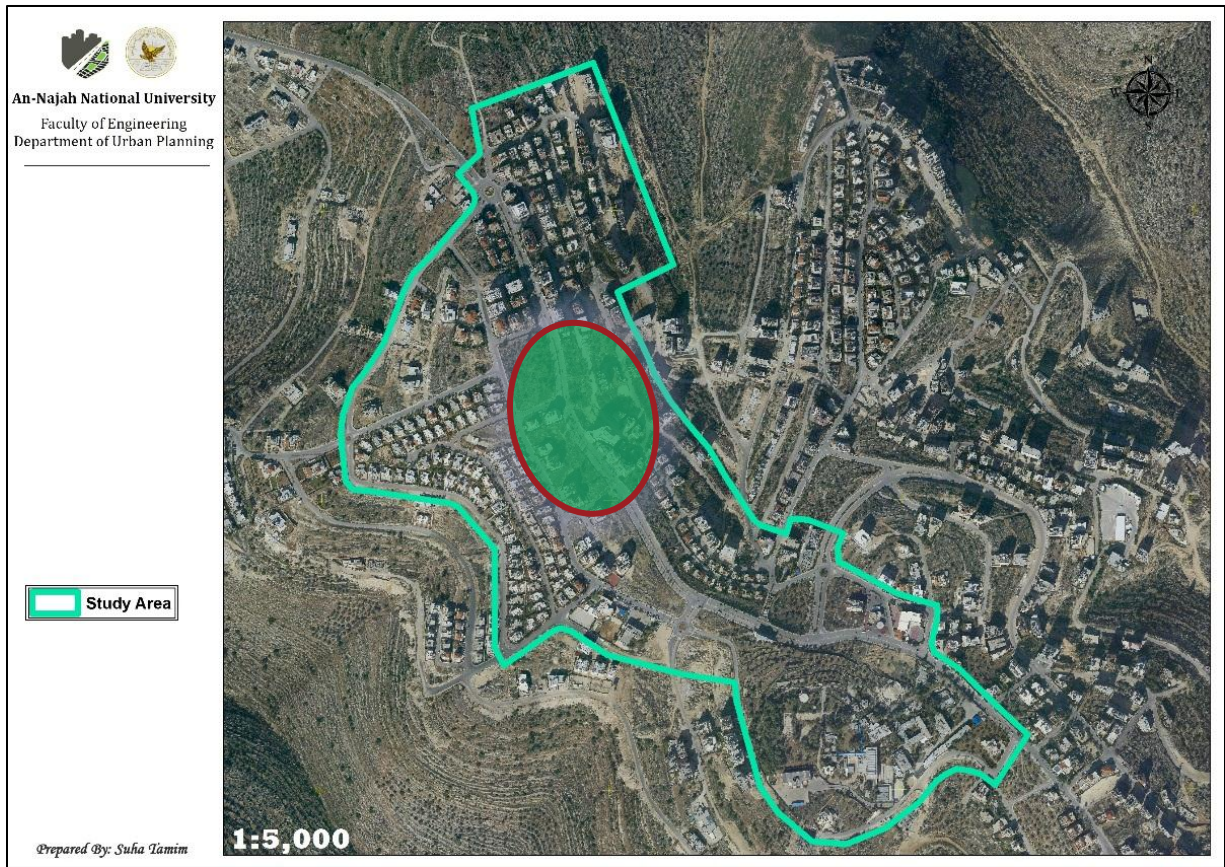 An-Najah National University
Faculty of Engineering
Department of Urban Planning
N
Study Area
1:5,000
Prepared By: Suha Tamim